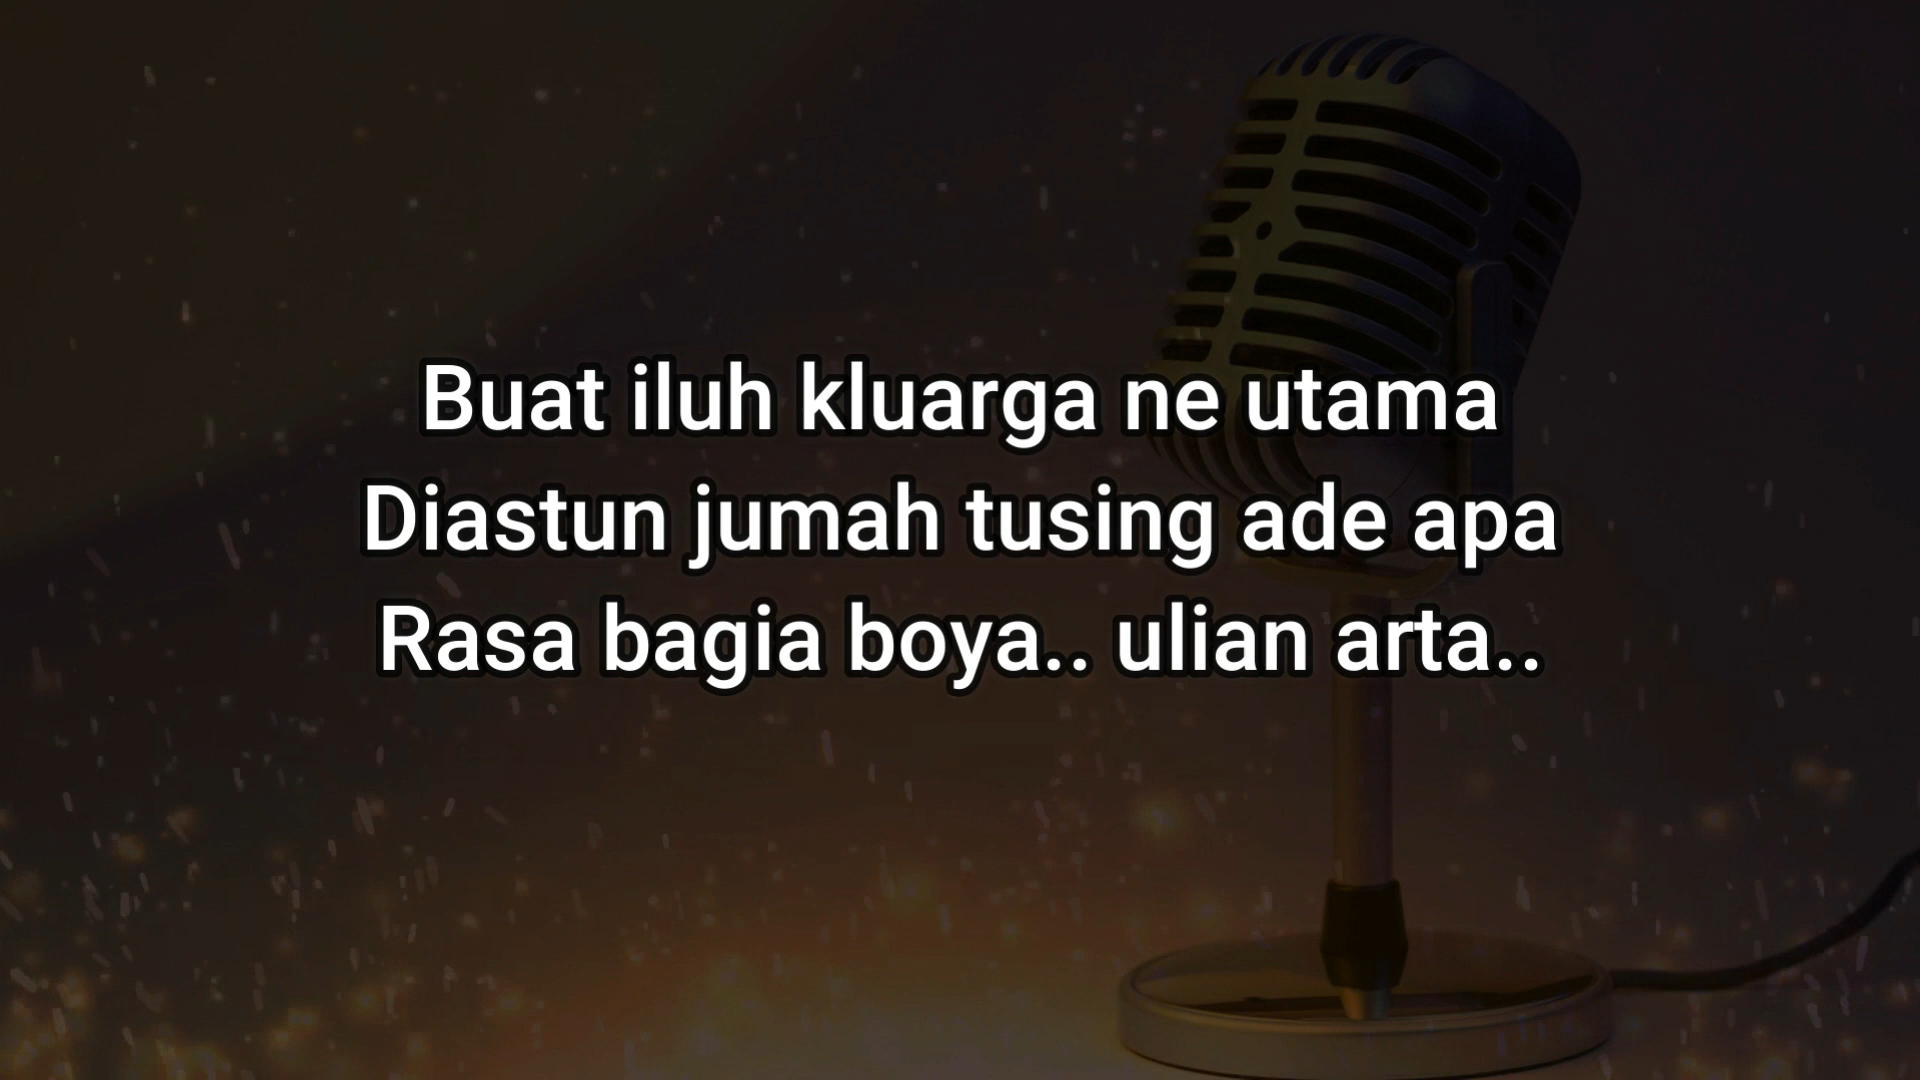 Buat iluh kluarga ne utama
Diastun jumah tusing ade apa
Rasa bagia boya.. ulian arta..